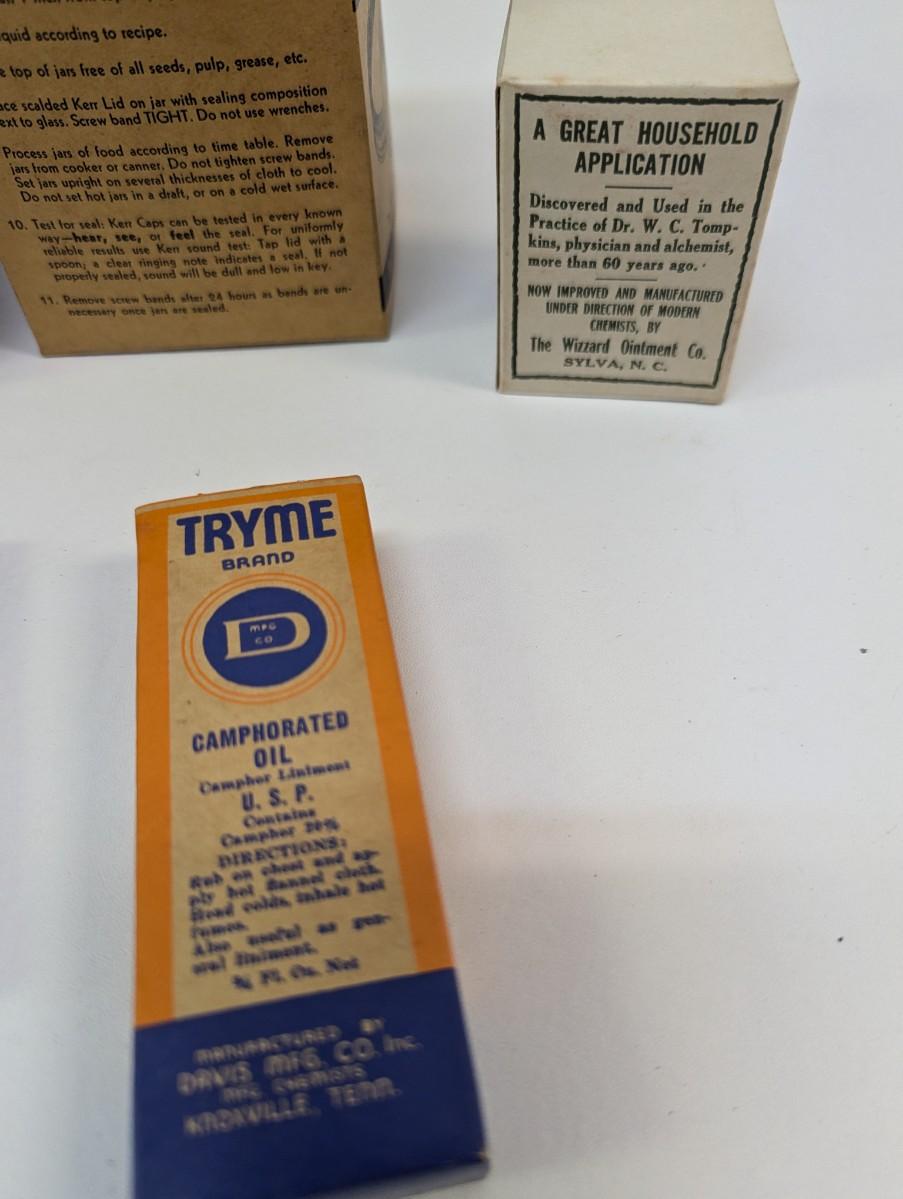 quid according to recipe.
top of jars free of all seeds, pulp, grease, etc.
scalded Kerr Lid on jar with sealing composition
to glass. Screw band TIGHT. Do not use wrenches.
Process jars of food according to time table. Remove
jars from cooker or canner. Do not tighten screw bands.
Set jars upright on several thicknesses of cloth to cool.
Do not set hot jars in a draft, or on a cold wet surface.
10. Test for seal: Kerr Caps can be tested in every known
way—hear, see, or feel the seal. For uniformly
reliable results use Kerr sound test: Tap lid with a
spoon; a clear ringing note indicates a seal. If not
properly sealed, sound will be dull and low in key.
11. Remove screw bands after 24 hours as bands are un-
necessary once jars are sealed.
A GREAT HOUSEHOLD
APPLICATION
Discovered and Used in the
Practice of Dr. W. C. Tomp-
kins, physician and alchemist,
more than 60 years ago.
NOW IMPROVED AND MANUFACTURED
UNDER DIRECTION OF MODERN
CHEMISTS, BY
The Wizzard Ointment Co.
SYLVA, N. C.
TRYME
BRAND
D
MFG
CO
CAMPHORATED
OIL
Camphor Liniment
U. S. P.
Contains
Camphor 20%
DIRECTIONS:
Rub on chest and ap-
ply hot flannel cloth.
Head colds, inhale hot
fumes.
Also useful as gen-
eral liniment.
¾ Fl. Oz. Net
MANUFACTURED BY
DAVIS MFG. CO. Inc.
MFG. CHEMISTS
KNOXVILLE, TENN.